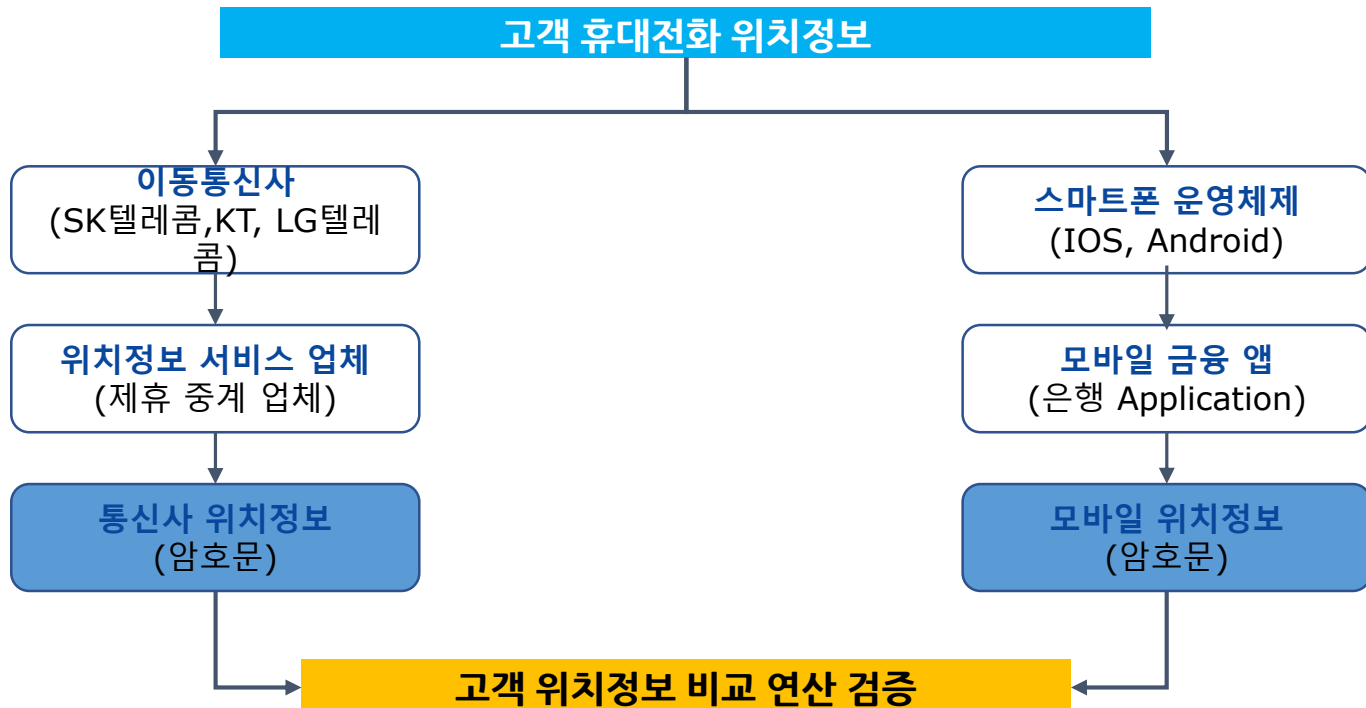 고객 휴대전화 위치정보
이동통신사
(SK텔레콤,KT, LG텔레
콤)
스마트폰 운영체제
(IOS, Android)
위치정보 서비스 업체
(제휴 중계 업체)
모바일 금융 앱
(은행 Application)
통신사 위치정보
(암호문)
모바일 위치정보
(암호문)
고객 위치정보 비교 연산 검증